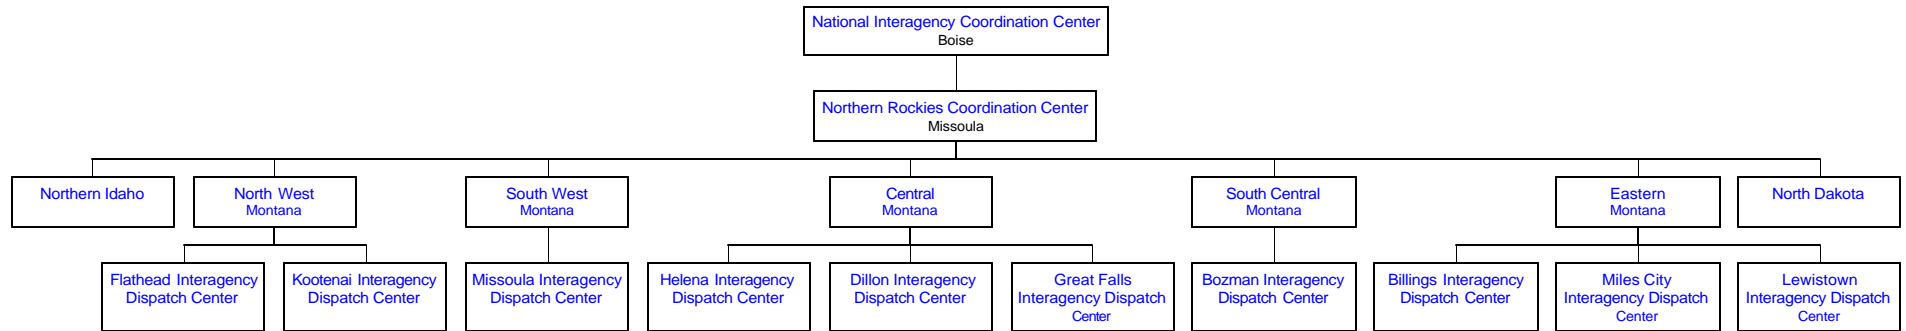 National Interagency Coordination Center
Boise
Northern Rockies Coordination Center
Missoula
Northern Idaho
North West
Montana
South West
Montana
Central
Montana
South Central
Montana
Eastern
Montana
North Dakota
Flathead Interagency
Dispatch Center
Kootenai Interagency
Dispatch Center
Missoula Interagency
Dispatch Center
Helena Interagency
Dispatch Center
Dillon Interagency
Dispatch Center
Great Falls
Interagency Dispatch
Center
Bozman Interagency
Dispatch Center
Billings Interagency
Dispatch Center
Miles City
Interagency Dispatch
Center
Lewistown
Interagency Dispatch
Center